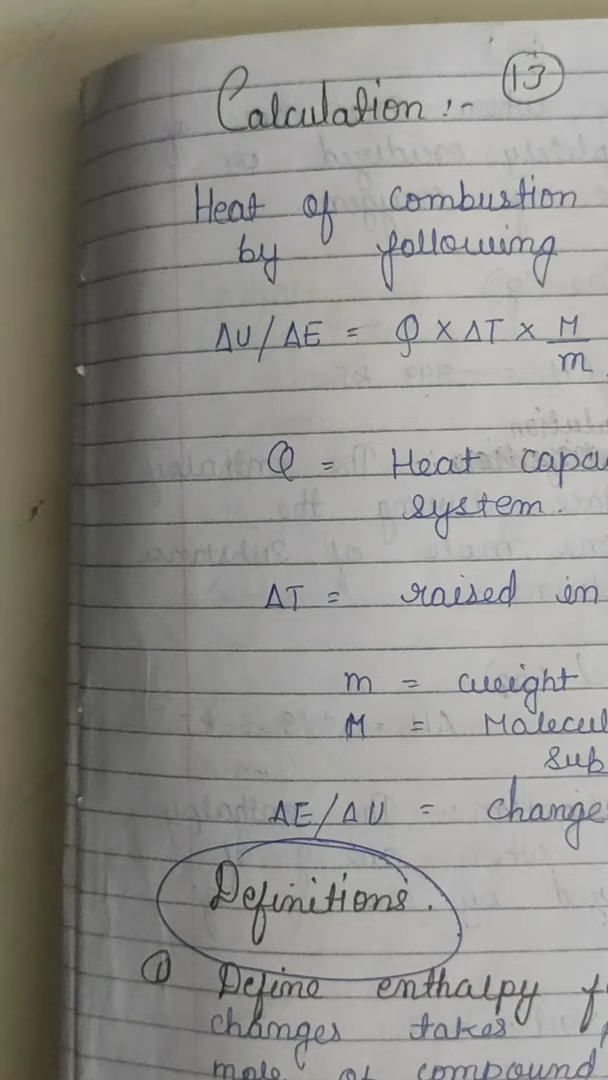 13
Calculation :-
Heat of combustion
by following
ΔU/ΔE = Q × ΔT × M/m
Q = Heat capa
system.
ΔT = raised in
m = weight
M = Molecul
sub
ΔE/ΔU = change
Definitions.
① Define enthalpy f
changes takes
mole of compound